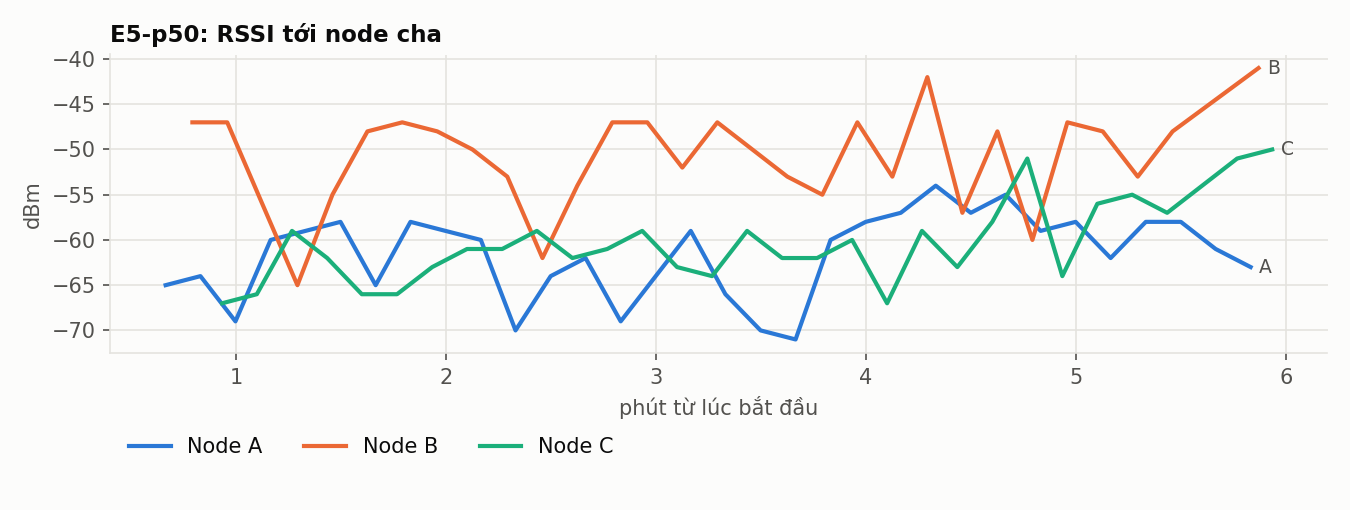 E5-p50: RSSI tới node cha
−40
−45
−50
−55
−60
−65
−70
dBm
B
C
A
1 2 3 4 5 6
phút từ lúc bắt đầu
Node A Node B Node C